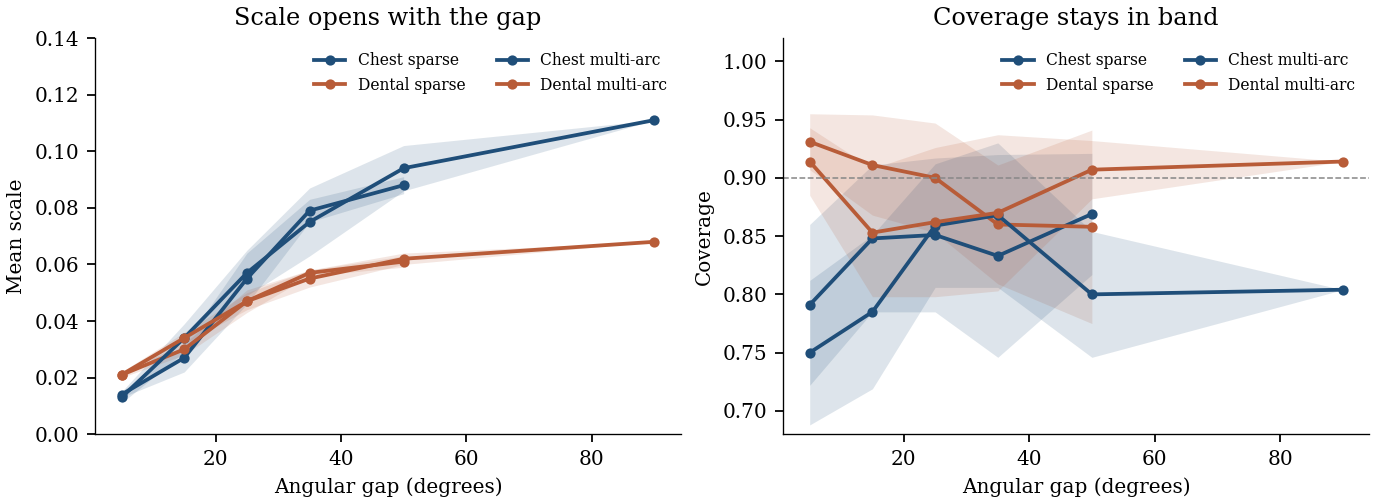 Scale opens with the gap
Mean scale
0.14
0.12
0.10
0.08
0.06
0.04
0.02
0.00
Chest sparse
Dental sparse
Chest multi-arc
Dental multi-arc
20
40
60
80
Angular gap (degrees)
Coverage stays in band
Coverage
1.00
0.95
0.90
0.85
0.80
0.75
0.70
Chest sparse
Dental sparse
Chest multi-arc
Dental multi-arc
20
40
60
80
Angular gap (degrees)